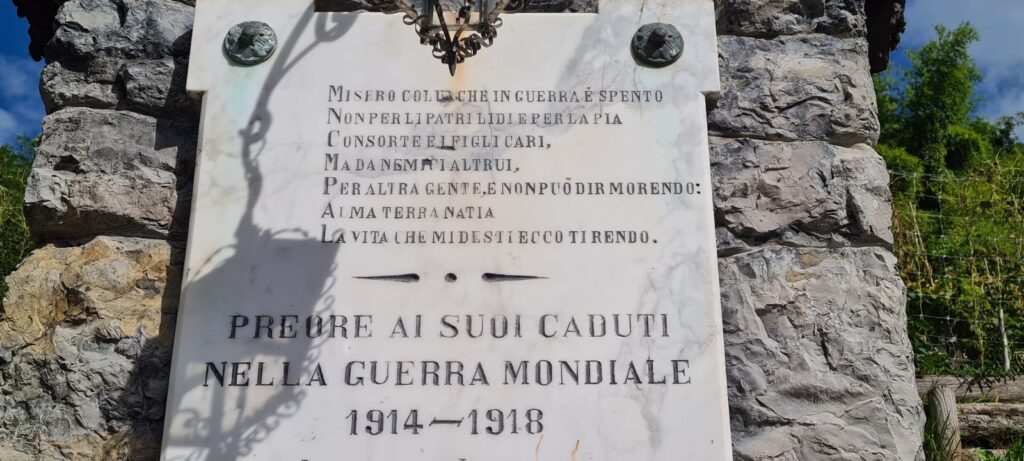 MISERO COLUI CHE IN GUERRA È SPENTO
NON PER LI PATRI LIDI E PER LA PIA
CONSORTE E I FIGLI CARI,
MA DA NEMICI ALTRUI,
PER ALTRA GENTE, E NON PUÒ DIR MORENDO:
ALMA TERRA NATIA
LA VITA CHE MI DESTI ECCO TI RENDO.
PREORE AI SUOI CADUTI
NELLA GUERRA MONDIALE
1914–1918